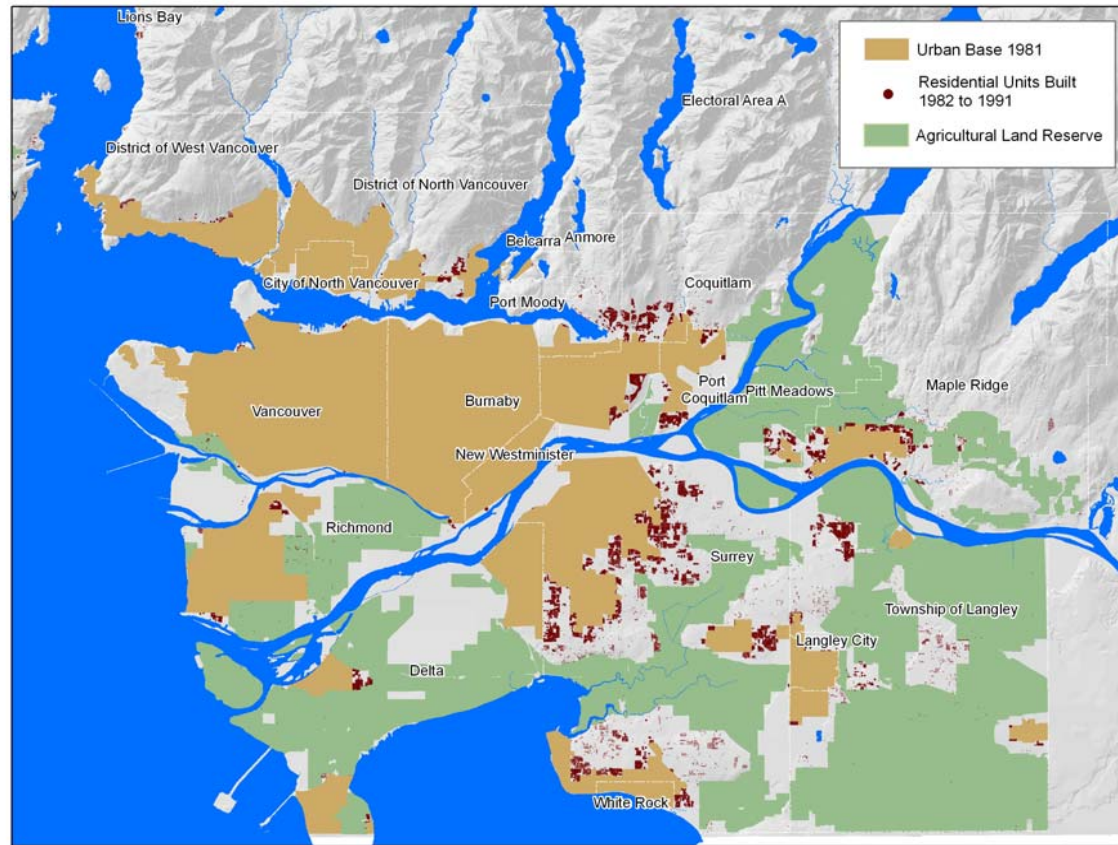 Lions Bay
Urban Base 1981
Residential Units Built
1982 to 1991
Agricultural Land Reserve
Electoral Area A
District of West Vancouver
District of North Vancouver
Belcarra
Anmore
City of North Vancouver
Coquitlam
Port Moody
Port
Coquitlam
Pitt Meadows
Maple Ridge
Vancouver
Burnaby
New Westminister
Richmond
Surrey
Township of Langley
Langley City
Delta
White Rock